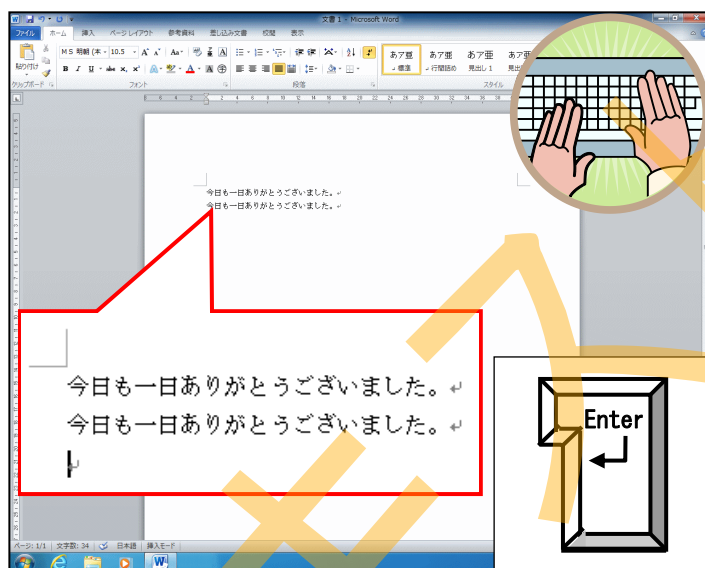 文書 1 - Microsoft Word
ファイル ホーム 挿入 ページ レイアウト 参考資料 差し込み文書 校閲 表示
貼り付け
MS 明朝 (本 10.5
あア亜 あア亜 あア亜
標準 行間詰め 見出し 1
クリップボード フォント 段落 スタイル
今日も一日ありがとうございました。
今日も一日ありがとうございました。
今日も一日ありがとうございました。
今日も一日ありがとうございました。
Enter
ページ: 1/1 文字数: 34 日本語 挿入モード